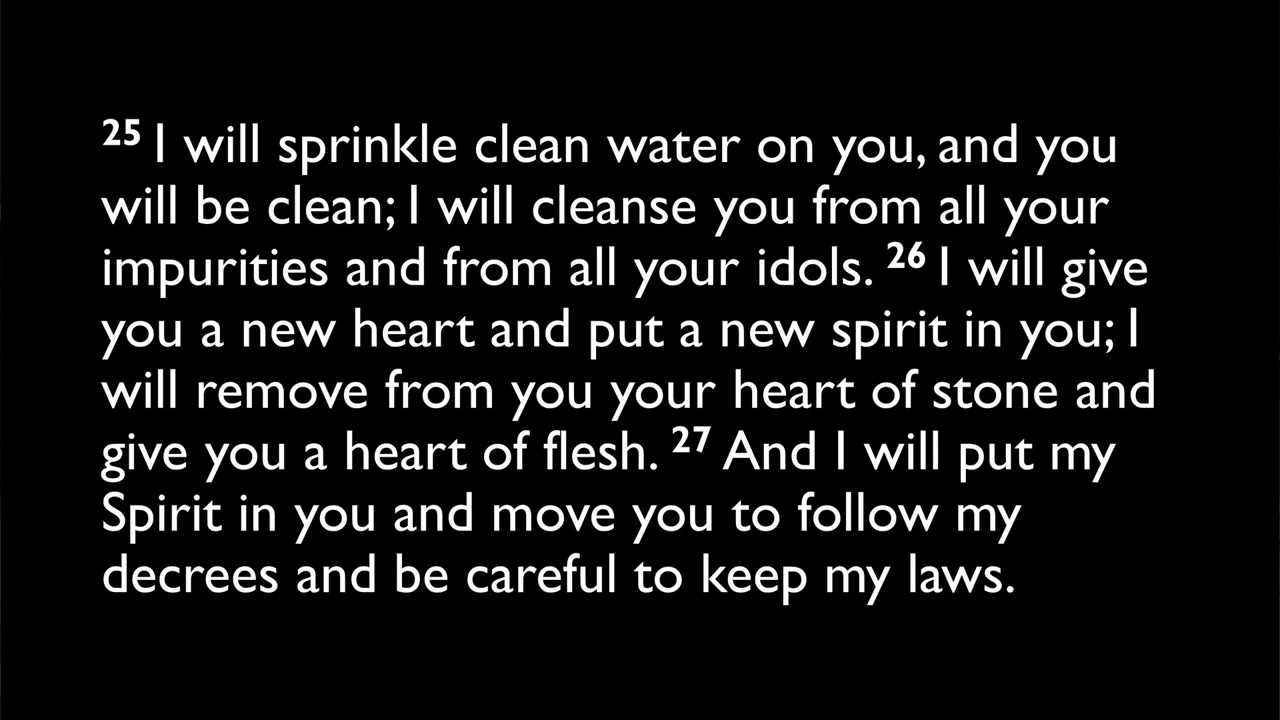 25 I will sprinkle clean water on you, and you
will be clean; I will cleanse you from all your
impurities and from all your idols. 26 I will give
you a new heart and put a new spirit in you; I
will remove from you your heart of stone and
give you a heart of flesh. 27 And I will put my
Spirit in you and move you to follow my
decrees and be careful to keep my laws.